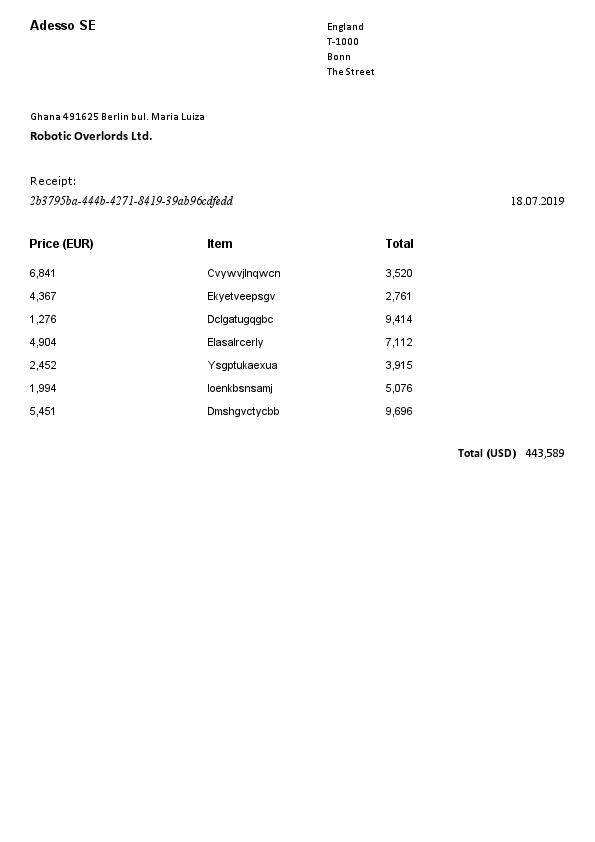 Adesso SE
England
T-1000
Bonn
The Street
Ghana 491625 Berlin bul. Maria Luiza
Robotic Overlords Ltd.
Receipt:
2b3795ba-444b-4271-8419-39ab96cdfedd 18.07.2019
Price (EUR) Item Total
6,841 Cvywvjlnqwcn 3,520
4,367 Ekyetveepsgv 2,761
1,276 Dclgatugqgbc 9,414
4,904 Elasalrcerly 7,112
2,452 Ysgptukaexua 3,915
1,994 Ioenkbsnsamj 5,076
5,451 Dmshgvctycbb 9,696
Total (USD) 443,589